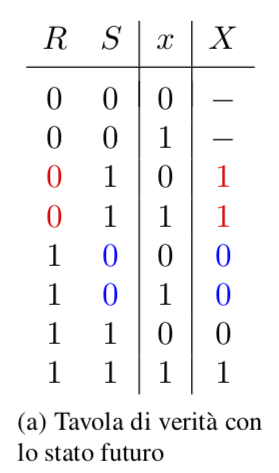 R S x X
0 0 0 −
0 0 1 −
0 1 0 1
0 1 1 1
1 0 0 0
1 0 1 0
1 1 0 0
1 1 1 1
(a) Tavola di verità con
lo stato futuro